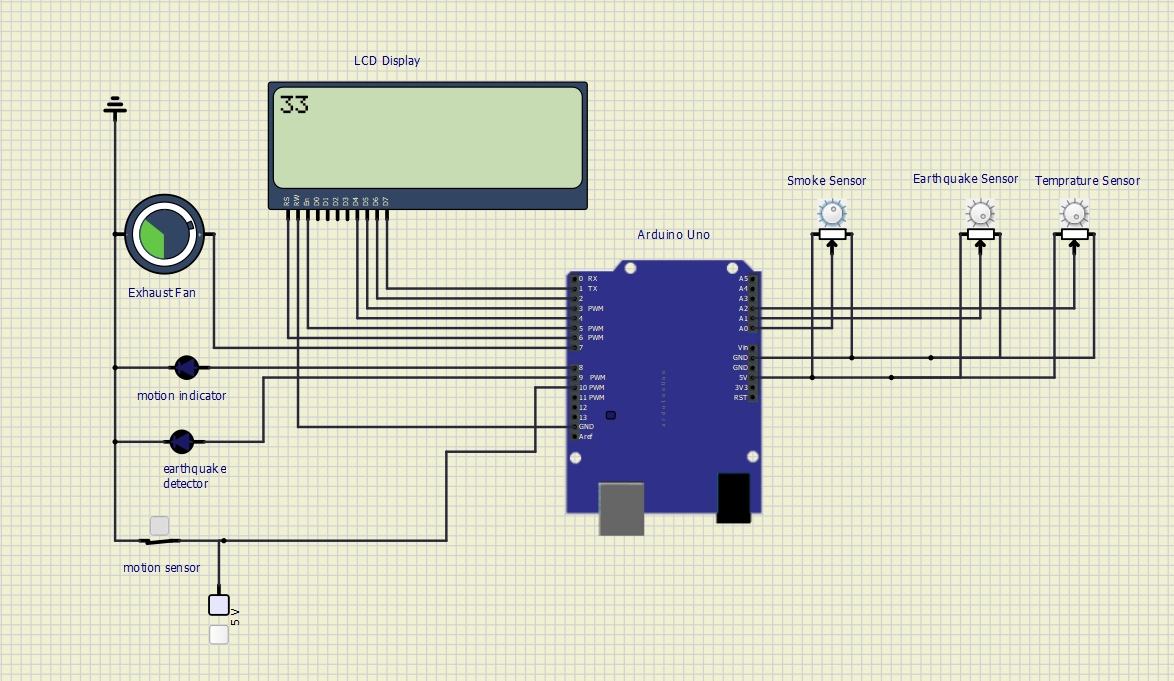 LCD Display
33
RS RW En D0 D1 D2 D3 D4 D5 D6 D7
Smoke Sensor
Earthquake Sensor
Temprature Sensor
Arduino Uno
Exhaust Fan
motion indicator
earthquake
detector
motion sensor
5 V
0 RX
1 TX
2
3 PWM
4
5 PWM
6 PWM
7
8
9 PWM
10 PWM
11 PWM
12
13
GND
Aref
A5
A4
A3
A2
A1
A0
Vin
GND
GND
5V
3V3
RST